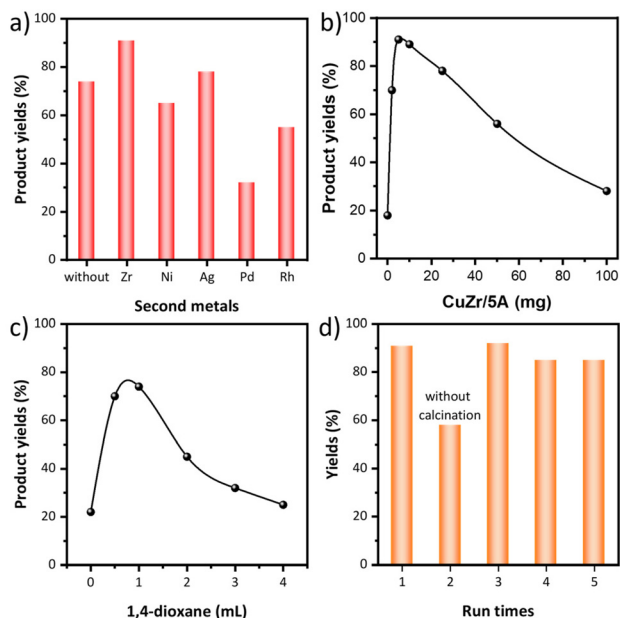 a)
Product yields (%)
100
80
60
40
20
0
without Zr Ni Ag Pd Rh
Second metals
b)
Product yields (%)
100
80
60
40
20
0
0 20 40 60 80 100
CuZr/5A (mg)
c)
Product yields (%)
100
80
60
40
20
0
0 1 2 3 4
1,4-dioxane (mL)
d)
Yields (%)
100
80
60
40
20
0
without
calcination
1 2 3 4 5
Run times